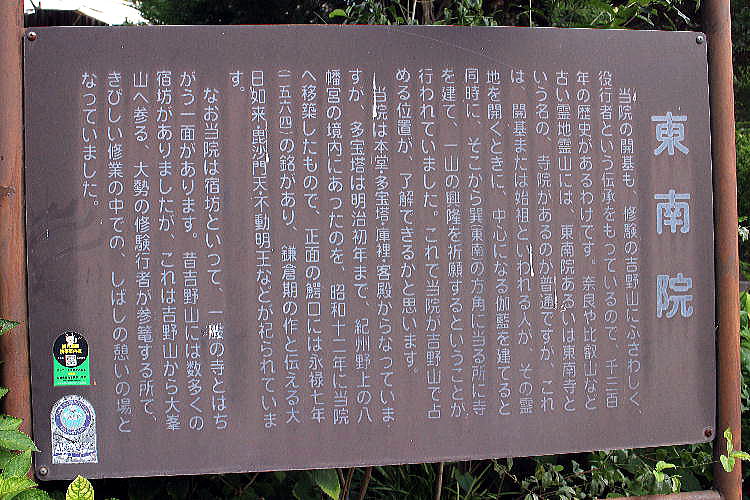 東南院
当院の開基も、修験の吉野山にふさわしく、
役行者という伝承をもっているので、千三百
年の歴史があるわけです。奈良や比叡山など
古い霊地霊山には、東南院あるいは東南寺と
いう名の、寺院があるのが普通ですが、これ
は、開基または始祖といわれる人が、その霊
地を開くときに、中心になる伽藍を建てると
同時に、そこから巽(東南)の方角に当る所に寺
を建て、一山の興隆を祈願するということが、
行われていました。これで当院が吉野山で占
める位置が、了解できるかと思います。
当院は本堂・多宝塔・庫裡・客殿からなっていま
すが、多宝塔は明治初年まで、紀州野上の八
幡宮の境内にあったのを、昭和十二年に当院
へ移築したもので、正面の鰐口には永禄七年
(一五六四)の銘があり、鎌倉期の作と伝える大
日如来・毘沙門天・不動明王などが祀られていま
す。
なお当院は宿坊といって、一般の寺とはち
がう一面があります。昔吉野山には数多くの
宿坊がありましたが、これは吉野山から大峯
山へ参る、大勢の修験行者が参篭する所で、
きびしい修業の中での、しばしの憩いの場と
なっていました。